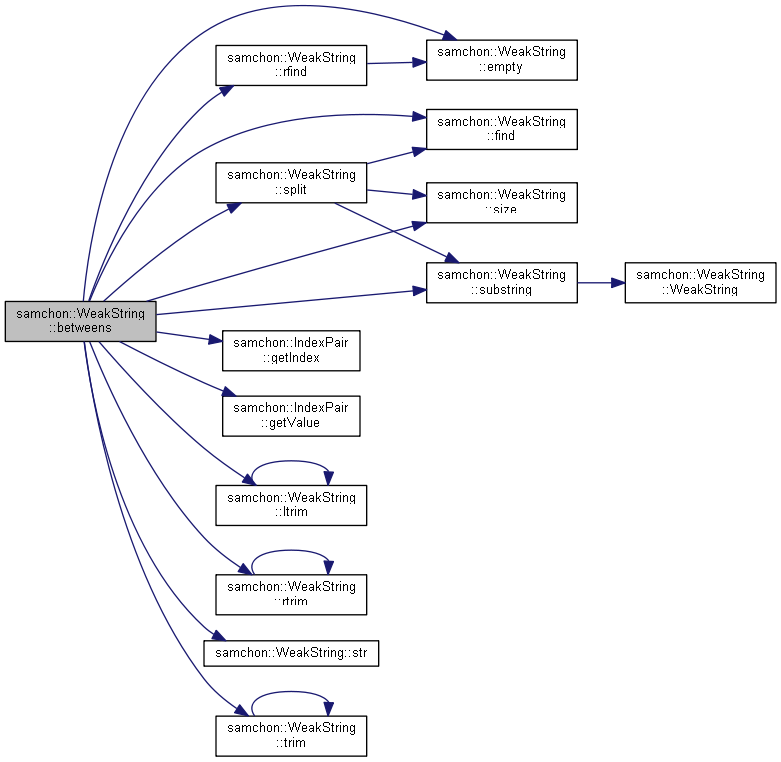 samchon::WeakString
::empty
samchon::WeakString
::rfind
samchon::WeakString
::find
samchon::WeakString
::split
samchon::WeakString
::size
samchon::WeakString
::substring
samchon::WeakString
::WeakString
samchon::WeakString
::betweens
samchon::IndexPair
::getIndex
samchon::IndexPair
::getValue
samchon::WeakString
::ltrim
samchon::WeakString
::rtrim
samchon::WeakString::str
samchon::WeakString
::trim